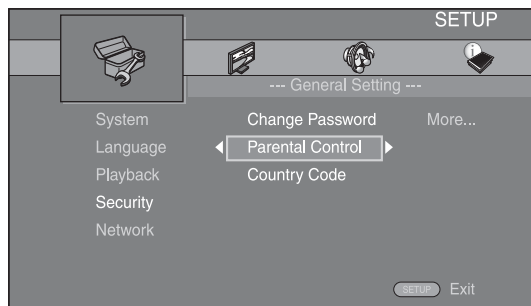 SETUP
--- General Setting ---
System Change Password More...
Language Parental Control
Playback Country Code
Security
Network
SETUP Exit